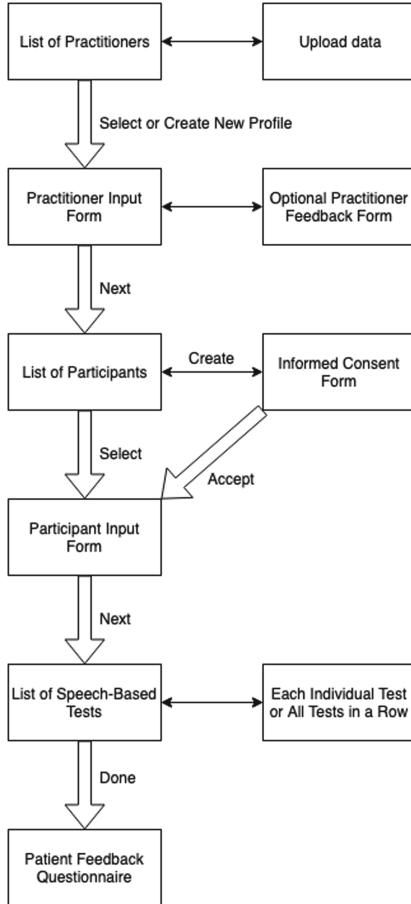 List of Practitioners
Upload data
Select or Create New Profile
Practitioner Input
Form
Optional Practitioner
Feedback Form
Next
List of Participants
Create
Informed Consent
Form
Select
Accept
Participant Input
Form
Next
List of Speech-Based
Tests
Each Individual Test
or All Tests in a Row
Done
Patient Feedback
Questionnaire